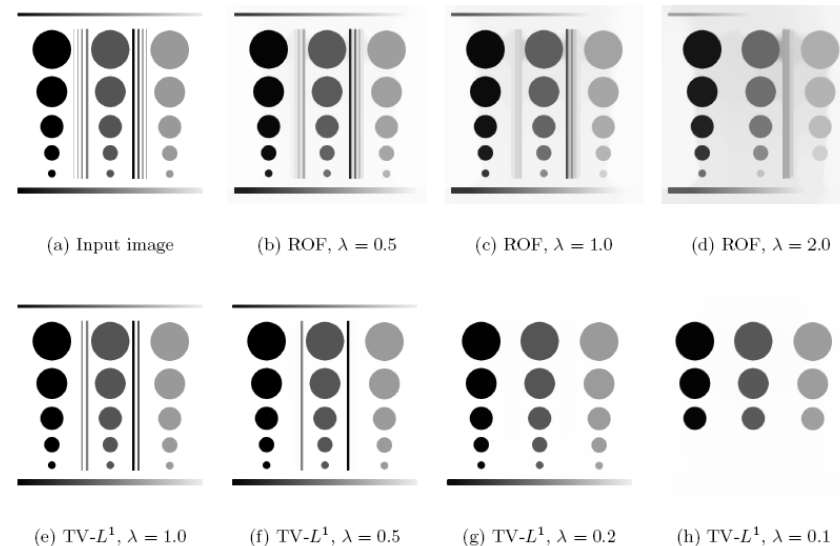 (a) Input image
(b) ROF, λ = 0.5
(c) ROF, λ = 1.0
(d) ROF, λ = 2.0
(e) TV-L¹, λ = 1.0
(f) TV-L¹, λ = 0.5
(g) TV-L¹, λ = 0.2
(h) TV-L¹, λ = 0.1